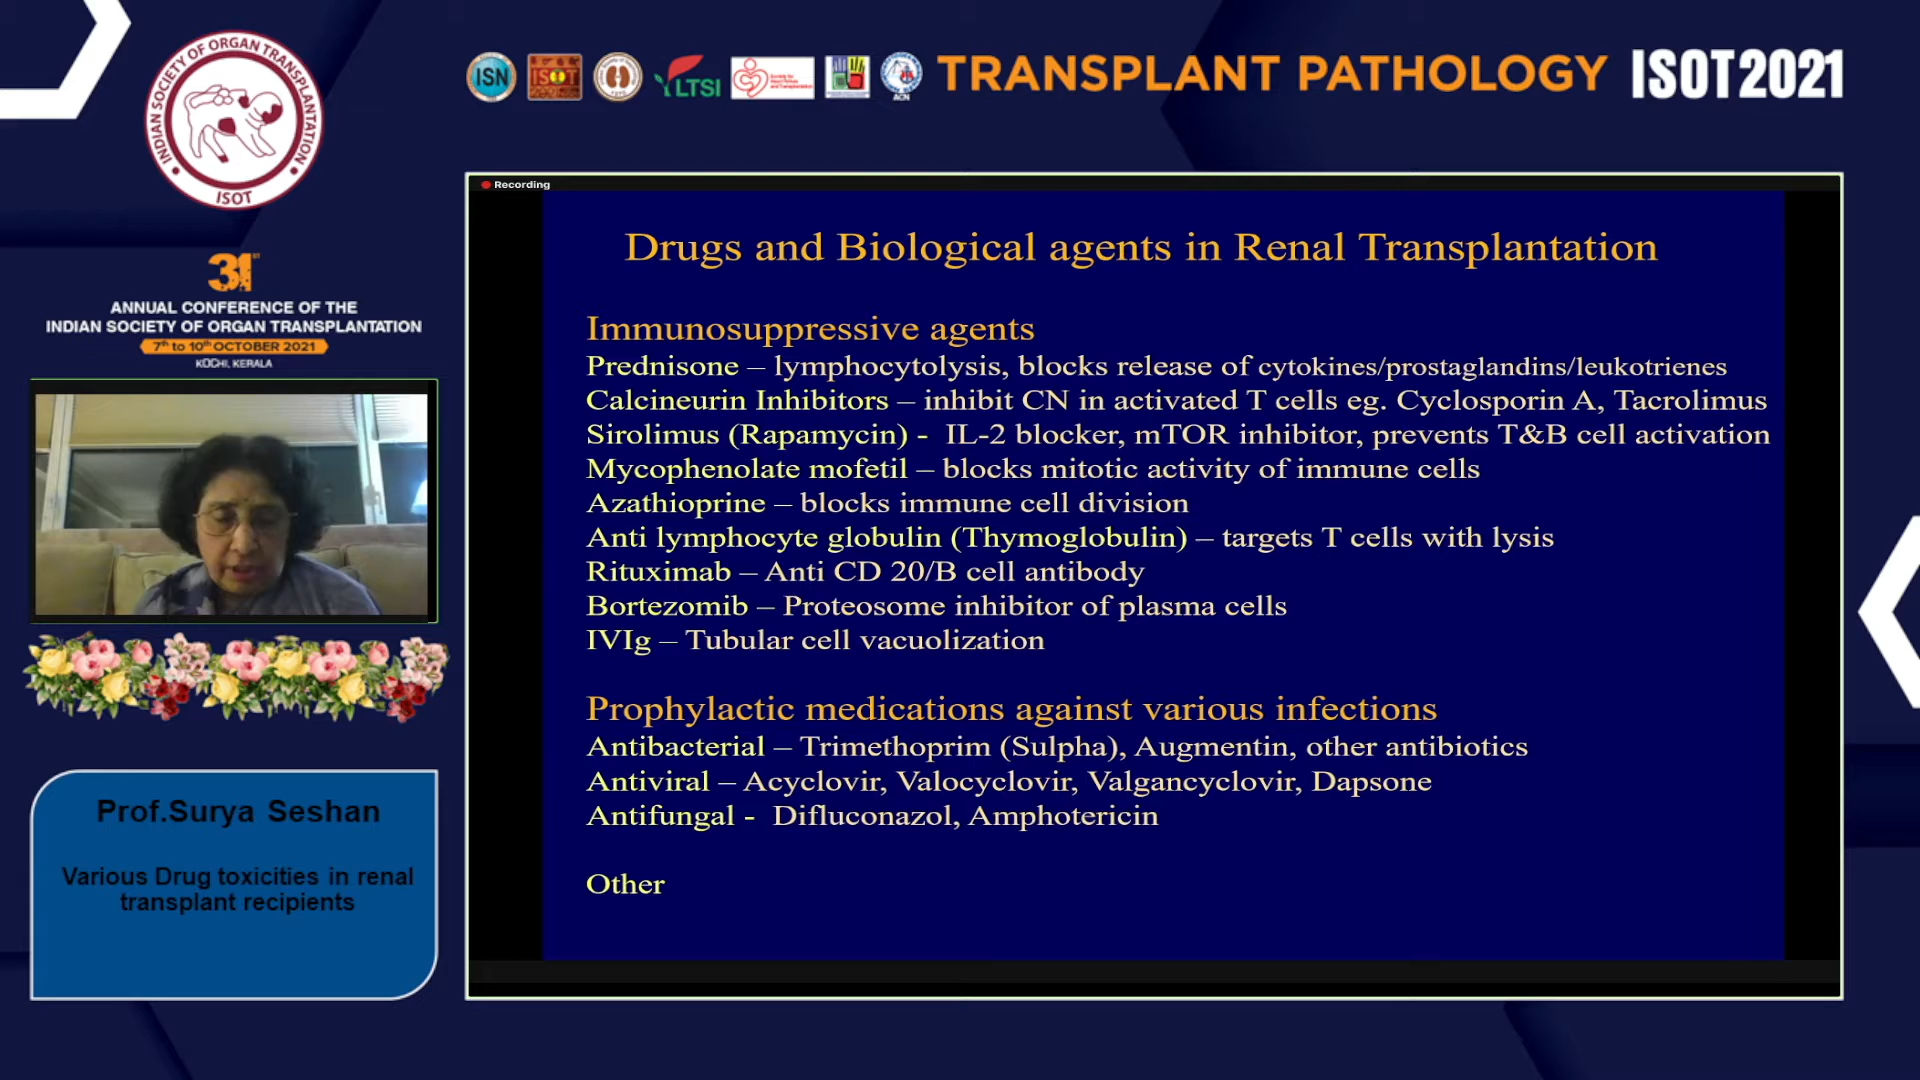 INDIAN SOCIETY OF ORGAN TRANSPLANTATION
ISOT
ISN
ISOT
LTSI
ACN
TRANSPLANT PATHOLOGY ISOT2021
31ST
ANNUAL CONFERENCE OF THE
INDIAN SOCIETY OF ORGAN TRANSPLANTATION
7th to 10th OCTOBER 2021
KOCHI, KERALA
Prof.Surya Seshan
Various Drug toxicities in renal
transplant recipients
Recording
Drugs and Biological agents in Renal Transplantation
Immunosuppressive agents
Prednisone – lymphocytolysis, blocks release of cytokines/prostaglandins/leukotrienes
Calcineurin Inhibitors – inhibit CN in activated T cells eg. Cyclosporin A, Tacrolimus
Sirolimus (Rapamycin) - IL-2 blocker, mTOR inhibitor, prevents T&B cell activation
Mycophenolate mofetil – blocks mitotic activity of immune cells
Azathioprine – blocks immune cell division
Anti lymphocyte globulin (Thymoglobulin) – targets T cells with lysis
Rituximab – Anti CD 20/B cell antibody
Bortezomib – Proteosome inhibitor of plasma cells
IVIg – Tubular cell vacuolization
Prophylactic medications against various infections
Antibacterial – Trimethoprim (Sulpha), Augmentin, other antibiotics
Antiviral – Acyclovir, Valocyclovir, Valgancyclovir, Dapsone
Antifungal - Difluconazol, Amphotericin
Other